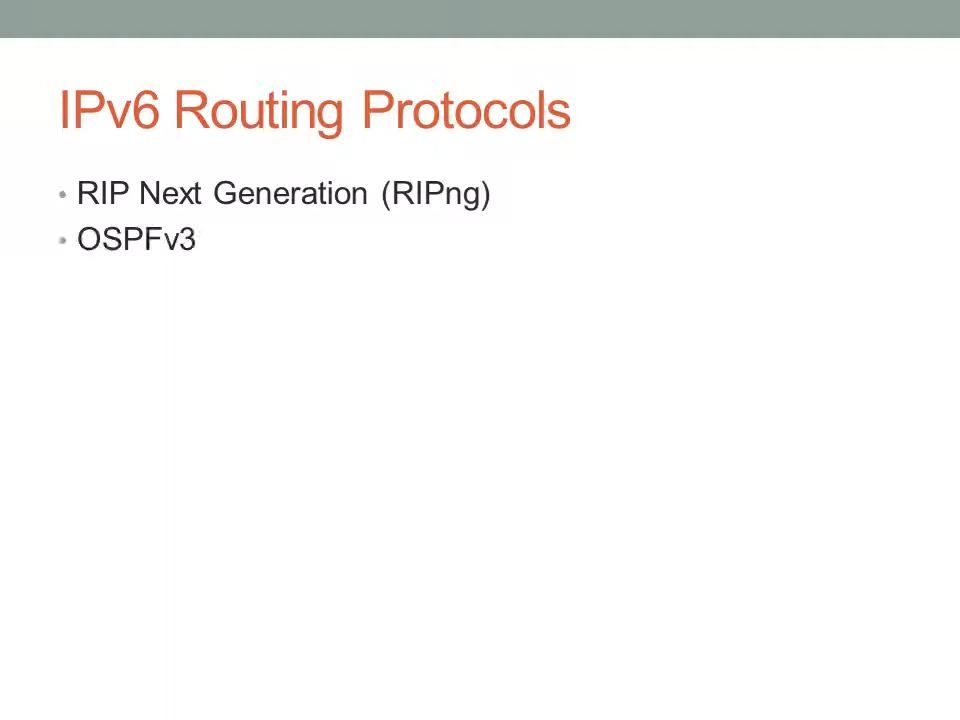 IPv6 Routing Protocols
• RIP Next Generation (RIPng)
• OSPFv3